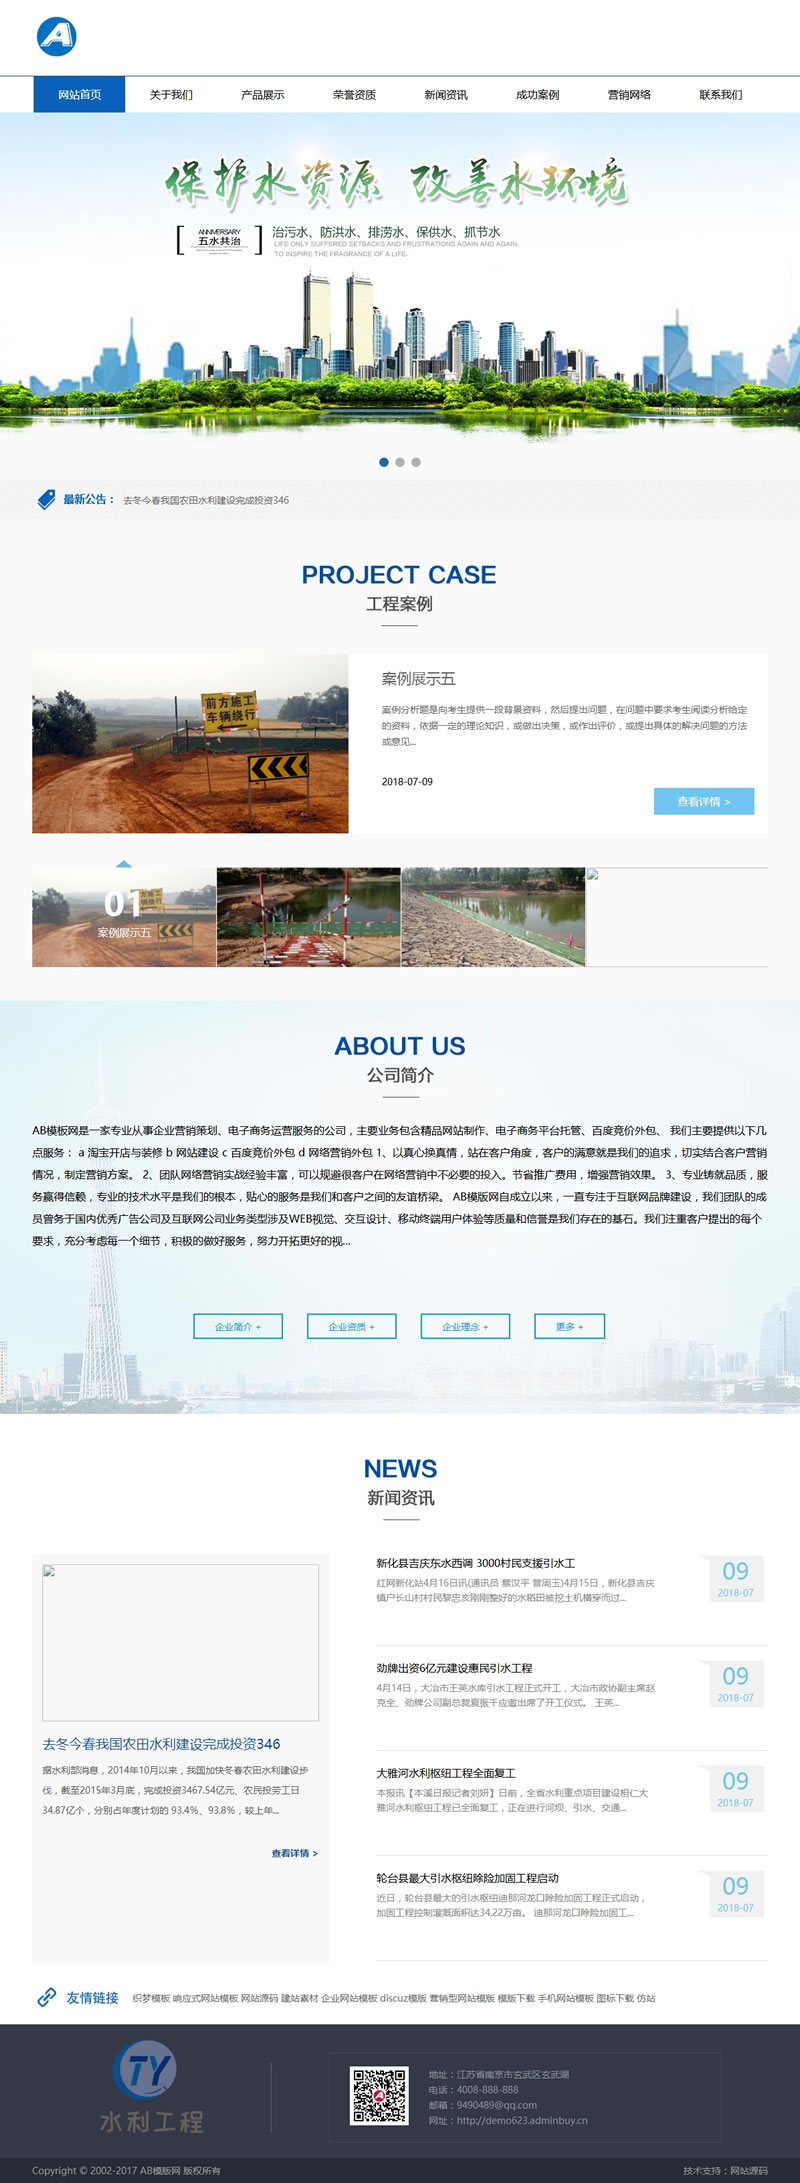 A
网站首页 关于我们 产品展示 荣誉资质 新闻资讯 成功案例 营销网络 联系我们
保护水资源 改善水环境
ANNIVERSARY
五水共治
治污水、防洪水、排涝水、保供水、抓节水
LIFE ONLY SUFFERED SETBACKS AND FRUSTRATIONS AGAIN AND AGAIN,
TO INSPIRE THE FRAGRANCE OF A LIFE.
最新公告： 去冬今春我国农田水利建设完成投资346
PROJECT CASE
工程案例
前方施工
车辆绕行
案例展示五
案例分析题是向考生提供一段背景资料，然后提出问题，在问题中要求考生阅读分析给定
的资料，依据一定的理论知识，或做出决策，或作出评价，或提出具体的解决问题的方法
或意见...
2018-07-09
查看详情 >
01
案例展示五
ABOUT US
公司简介
AB模板网是一家专业从事企业营销策划、电子商务运营服务的公司，主要业务包含精品网站制作、电子商务平台托管、百度竞价外包、 我们主要提供以下几
点服务： a 淘宝开店与装修 b 网站建设 c 百度竞价外包 d 网络营销外包 1、以真心换真情，站在客户角度，客户的满意就是我们的追求，切实结合客户营销
情况，制定营销方案。 2、团队网络营销实战经验丰富，可以规避很客户在网络营销中不必要的投入。节省推广费用，增强营销效果。 3、专业铸就品质，服
务赢得信赖，专业的技术水平是我们的根本，贴心的服务是我们和客户之间的友谊桥梁。 AB模版网自成立以来，一直专注于互联网品牌建设，我们团队的成
员曾务于国内优秀广告公司及互联网公司业务类型涉及WEB视觉、交互设计、移动终端用户体验等质量和信誉是我们存在的基石。我们注重客户提出的每个
要求，充分考虑每一个细节，积极的做好服务，努力开拓更好的视...
企业简介 + 企业资质 + 企业理念 + 更多 +
NEWS
新闻资讯
去冬今春我国农田水利建设完成投资346
据水利部消息，2014年10月以来，我国加快冬春农田水利建设步
伐，截至2015年3月底，完成投资3467.54亿元、农民投劳工日
34.87亿个，分别占年度计划的 93.4%、93.8%，较上年...
查看详情 >
新化县吉庆东水西调 3000村民支援引水工
红网新化站4月16日讯(通讯员 蔡汉平 曾周玉)4月15日，新化县吉庆
镇户长山村村民黎忠亥刚刚整好的水稻田被挖土机横穿而过...
09
2018-07
劲牌出资6亿元建设惠民引水工程
4月14日，大冶市王英水库引水工程正式开工，大冶市政协副主席赵
克全、劲牌公司副总裁夏振千应邀出席了开工仪式。 王英...
09
2018-07
大雅河水利枢纽工程全面复工
本报讯【本溪日报记者刘妍】日前，全省水利重点项目建设桓仁大
雅河水利枢纽工程已全面复工，正在进行河坝、引水、交通...
09
2018-07
轮台县最大引水枢纽除险加固工程启动
近日，轮台县最大的引水枢纽迪那河龙口除险加固工程正式启动，
加固工程控制灌溉面积达34.22万亩。 迪那河龙口除险加固工...
09
2018-07
友情链接 织梦模板 响应式网站模板 网站源码 建站素材 企业网站模板 discuz模版 营销型网站模版 模版下载 手机网站模板 图标下载 仿站
TY
水利工程
地址：江苏省南京市玄武区玄武湖
电话：4008-888-888
邮箱：9490489@qq.com
网址：http://demo623.adminbuy.cn
Copyright © 2002-2017 AB模版网 版权所有 技术支持：网站源码